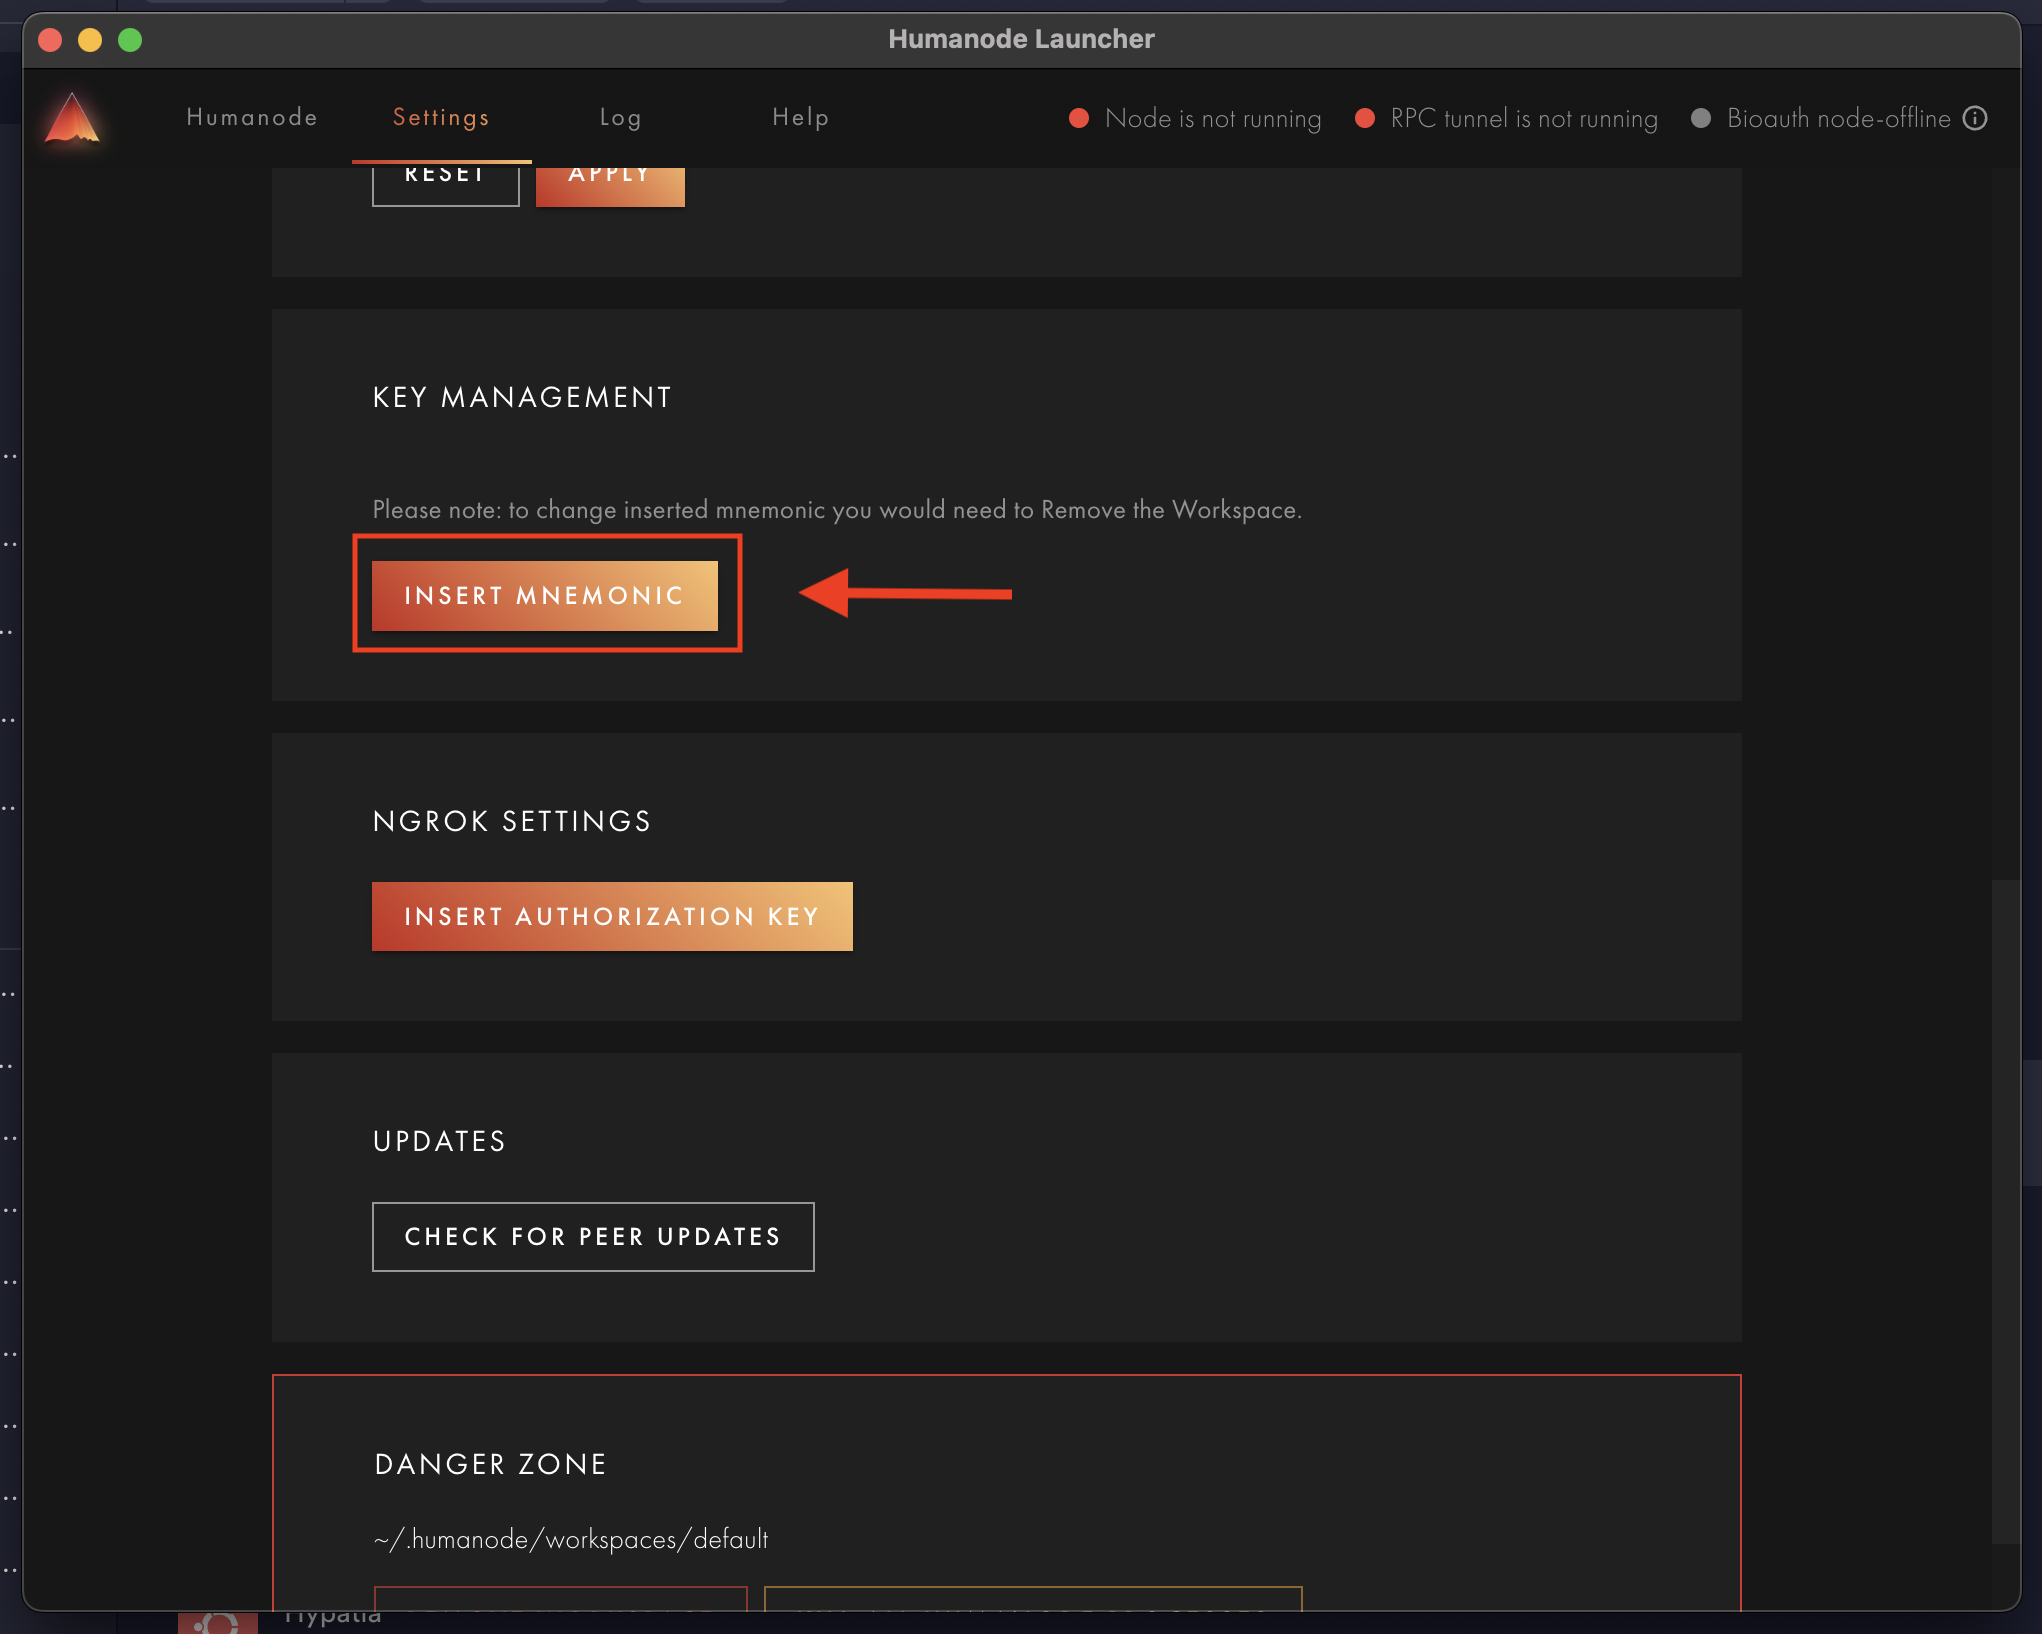 Humanode Launcher
Humanode Settings Log Help Node is not running RPC tunnel is not running Bioauth node-offline
RESET APPLY
KEY MANAGEMENT
Please note: to change inserted mnemonic you would need to Remove the Workspace.
INSERT MNEMONIC
NGROK SETTINGS
INSERT AUTHORIZATION KEY
UPDATES
CHECK FOR PEER UPDATES
DANGER ZONE
~/.humanode/workspaces/default
Hypatia